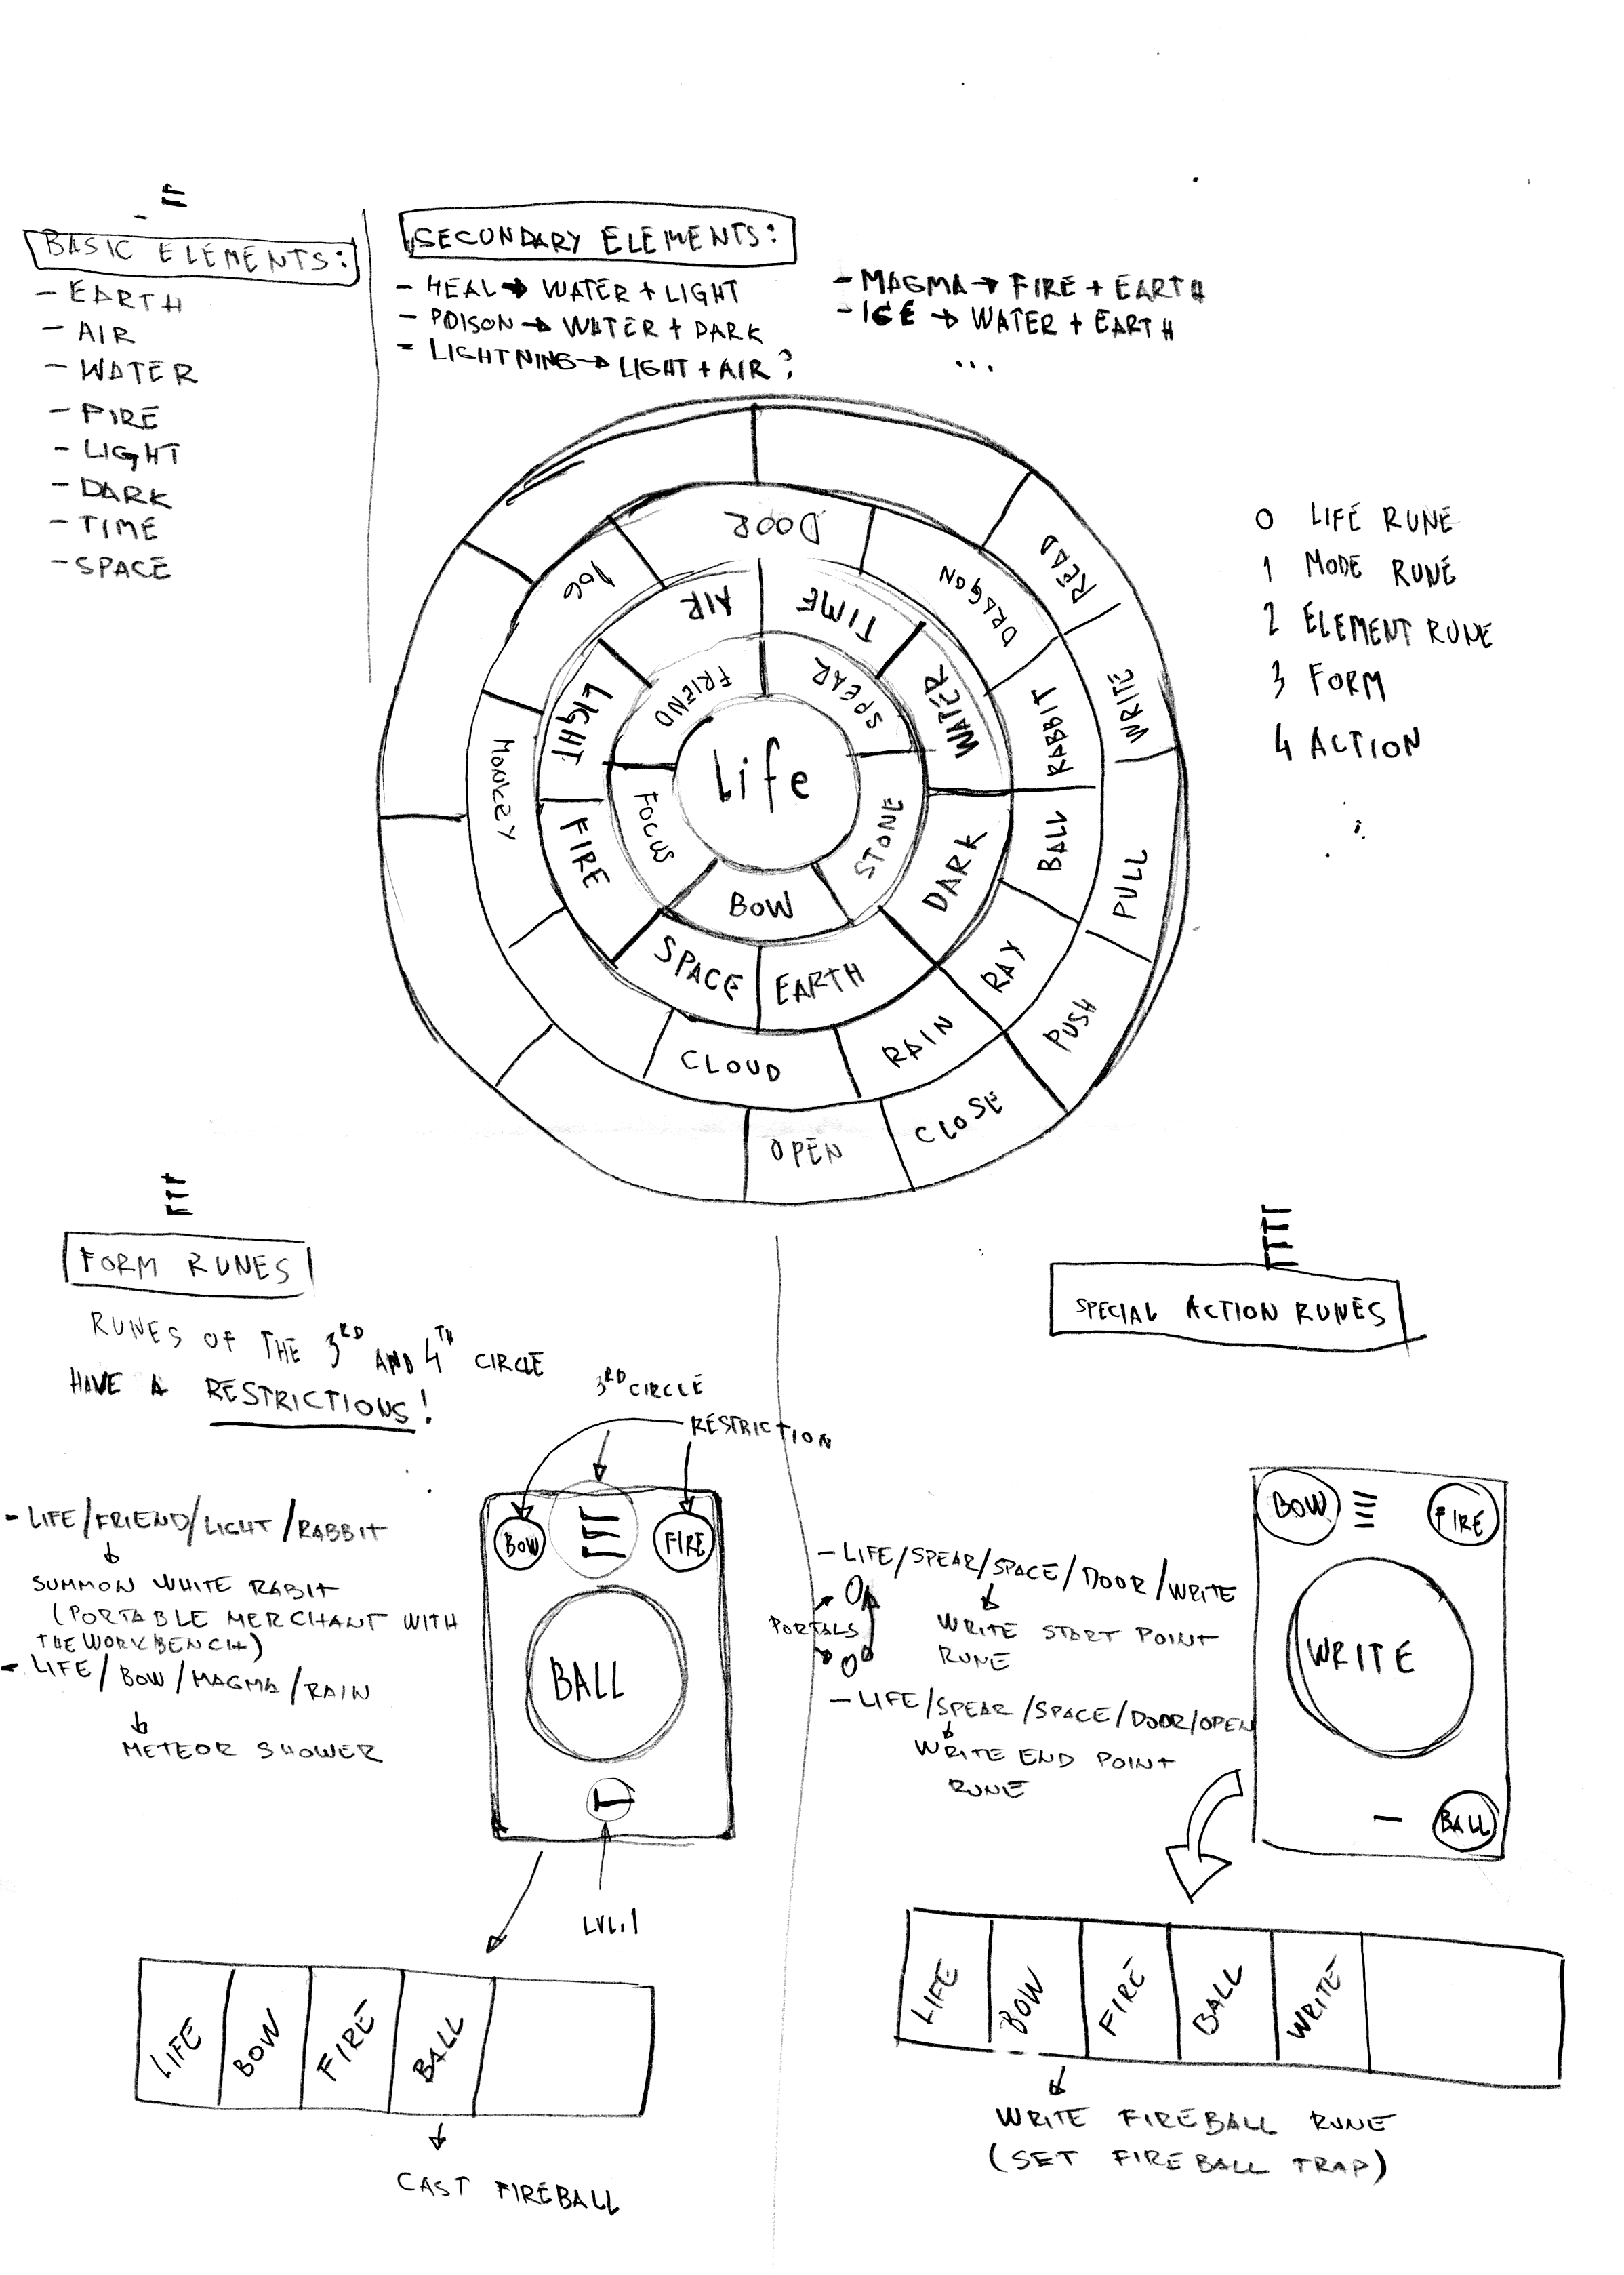 BASIC ELEMENTS:
- EARTH
- AIR
- WATER
- FIRE
- LIGHT
- DARK
- TIME
- SPACE
SECONDARY ELEMENTS:
- HEAL → WATER + LIGHT
- POISON → WATER + DARK
- LIGHTNING → LIGHT + AIR ?
- MAGMA → FIRE + EARTH
- ICE → WATER + EARTH
...
0 LIFE RUNE
1 MODE RUNE
2 ELEMENT RUNE
3 FORM
4 ACTION
Life
FRIEND
SPEAR
STONE
BOW
FOCUS
AIR
TIME
WATER
DARK
EARTH
SPACE
FIRE
LIGHT
DOG
DOOR
DRAGON
RABBIT
BALL
RAY
RAIN
CLOUD
MONKEY
READ
WRITE
PULL
PUSH
CLOSE
OPEN
FORM RUNES
RUNES OF THE 3RD AND 4TH CIRCLE
HAVE A RESTRICTIONS!
3RD CIRCLE
RESTRICTION
- LIFE/FRIEND/LIGHT/RABBIT
SUMMON WHITE RABIT
(PORTABLE MERCHANT WITH
THE WORKBENCH)
- LIFE/BOW/MAGMA/RAIN
METEOR SHOWER
BOW
FIRE
BALL
LVL.1
LIFE
BOW
FIRE
BALL
CAST FIREBALL
SPECIAL ACTION RUNES
- LIFE/SPEAR/SPACE/DOOR/WRITE
PORTALS
WRITE START POINT
RUNE
- LIFE/SPEAR/SPACE/DOOR/OPEN
WRITE END POINT
RUNE
BOW
FIRE
WRITE
BALL
LIFE
BOW
FIRE
BALL
WRITE
WRITE FIREBALL RUNE
(SET FIREBALL TRAP)